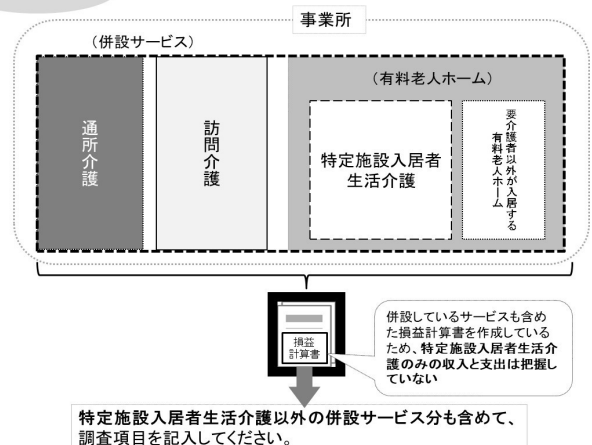 事業所
（併設サービス）
（有料老人ホーム）
通所介護
訪問介護
特定施設入居者
生活介護
要介護者以外が入居する
有料老人ホーム
損益
計算書
併設しているサービスも含め
た損益計算書を作成している
ため、特定施設入居者生活介
護のみの収入と支出は把握し
ていない
特定施設入居者生活介護以外の併設サービス分も含めて、
調査項目を記入してください。